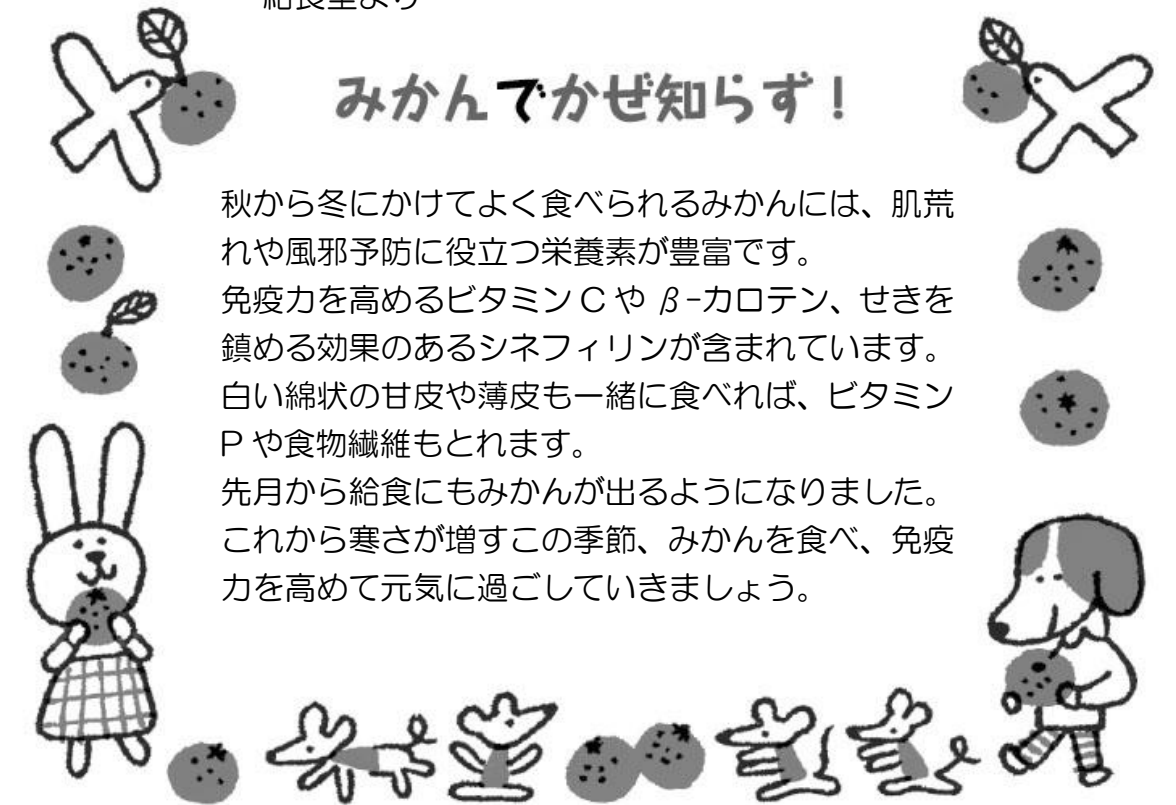 給食室より
みかんでかぜ知らず！
秋から冬にかけてよく食べられるみかんには、肌荒
れや風邪予防に役立つ栄養素が豊富です。
免疫力を高めるビタミンCや β-カロテン、せきを
鎮める効果のあるシネフィリンが含まれています。
白い綿状の甘皮や薄皮も一緒に食べれば、ビタミン
P や食物繊維もとれます。
先月から給食にもみかんが出るようになりました。
これから寒さが増すこの季節、みかんを食べ、免疫
力を高めて元気に過ごしていきましょう。